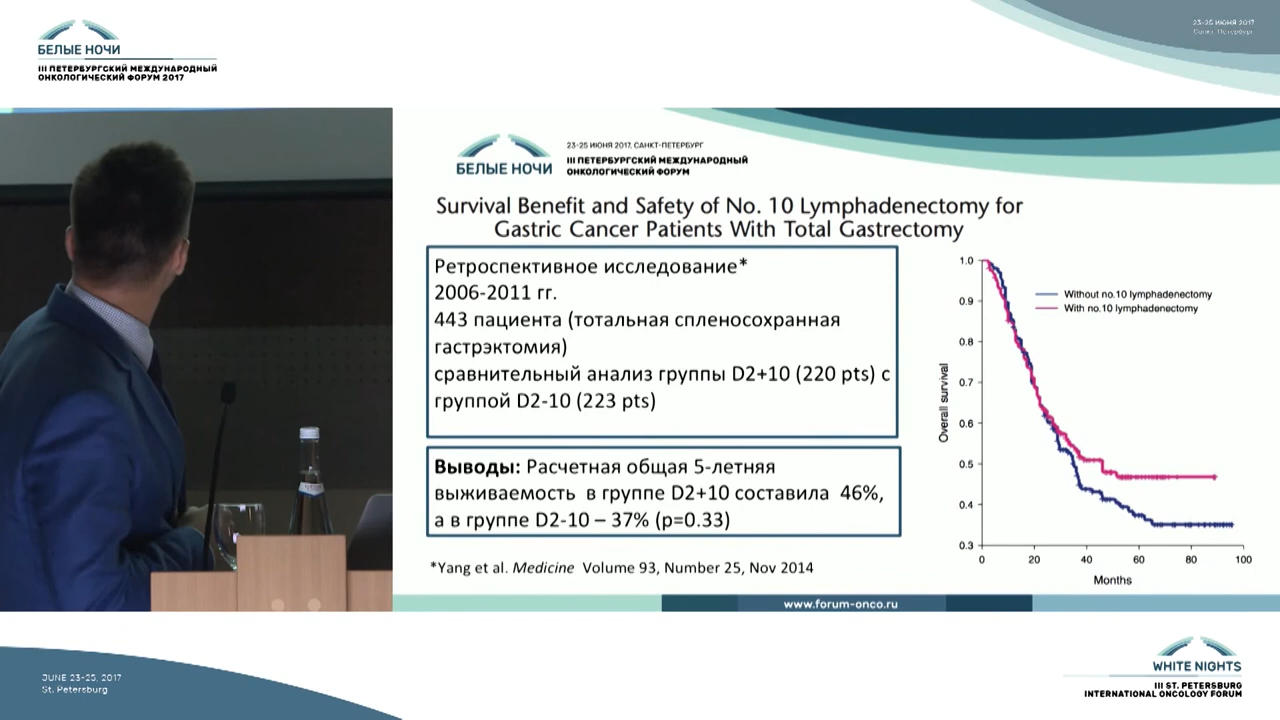 БЕЛЫЕ НОЧИ
III ПЕТЕРБУРГСКИЙ МЕЖДУНАРОДНЫЙ
ОНКОЛОГИЧЕСКИЙ ФОРУМ 2017
23-25 ИЮНЯ 2017
Санкт-Петербург
БЕЛЫЕ НОЧИ
23-25 ИЮНЯ 2017, САНКТ-ПЕТЕРБУРГ
III ПЕТЕРБУРГСКИЙ МЕЖДУНАРОДНЫЙ
ОНКОЛОГИЧЕСКИЙ ФОРУМ
Survival Benefit and Safety of No. 10 Lymphadenectomy for
Gastric Cancer Patients With Total Gastrectomy
Ретроспективное исследование*
2006-2011 гг.
443 пациента (тотальная спленосохранная
гастрэктомия)
сравнительный анализ группы D2+10 (220 pts) с
группой D2-10 (223 pts)
Выводы: Расчетная общая 5-летняя
выживаемость в группе D2+10 составила 46%,
а в группе D2-10 – 37% (p=0.33)
*Yang et al. Medicine Volume 93, Number 25, Nov 2014
Without no.10 lymphadenectomy
With no.10 lymphadenectomy
Overall survival
1.0
0.9
0.8
0.7
0.6
0.5
0.4
0.3
0 20 40 60 80 100
Months
www.forum-onco.ru
JUNE 23-25, 2017
St. Petersburg
WHITE NIGHTS
III ST. PETERSBURG
INTERNATIONAL ONCOLOGY FORUM